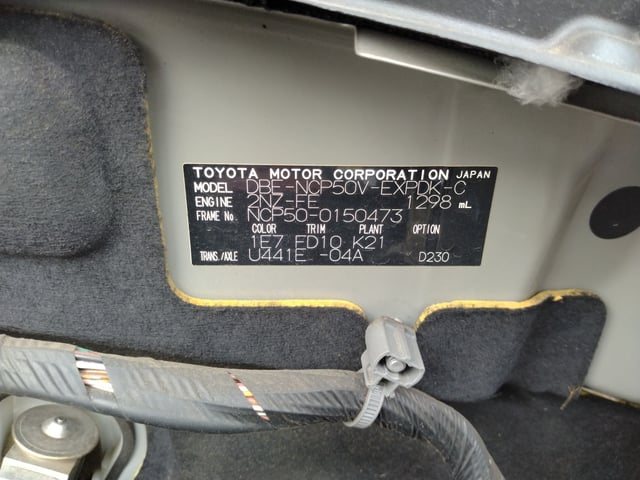 TOYOTA MOTOR CORPORATION JAPAN
MODEL DBE-NCP50V-EXPDK-C
ENGINE 2NZ-FE 1298 mL
FRAME No. NCP50-0150473
COLOR TRIM PLANT OPTION
1E7 FD10 K21
TRANS./AXLE U441E -04A D230